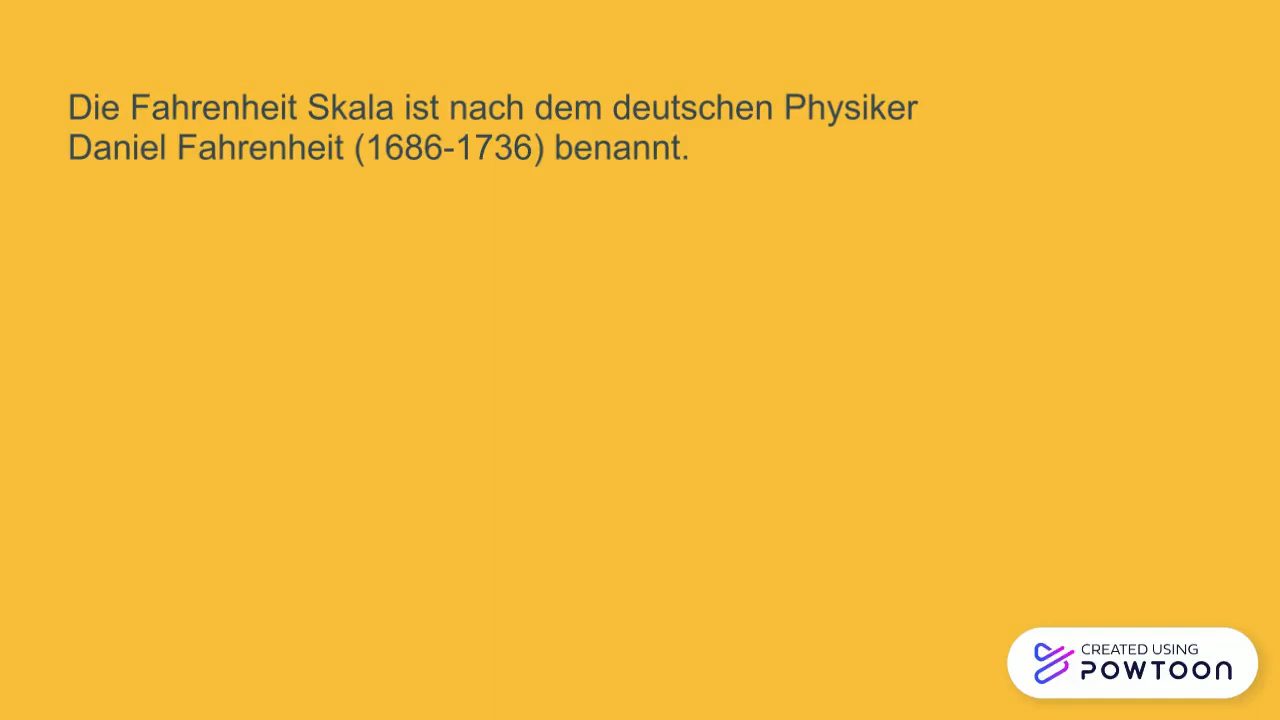 Die Fahrenheit Skala ist nach dem deutschen Physiker
Daniel Fahrenheit (1686-1736) benannt.
CREATED USING
POWTOON